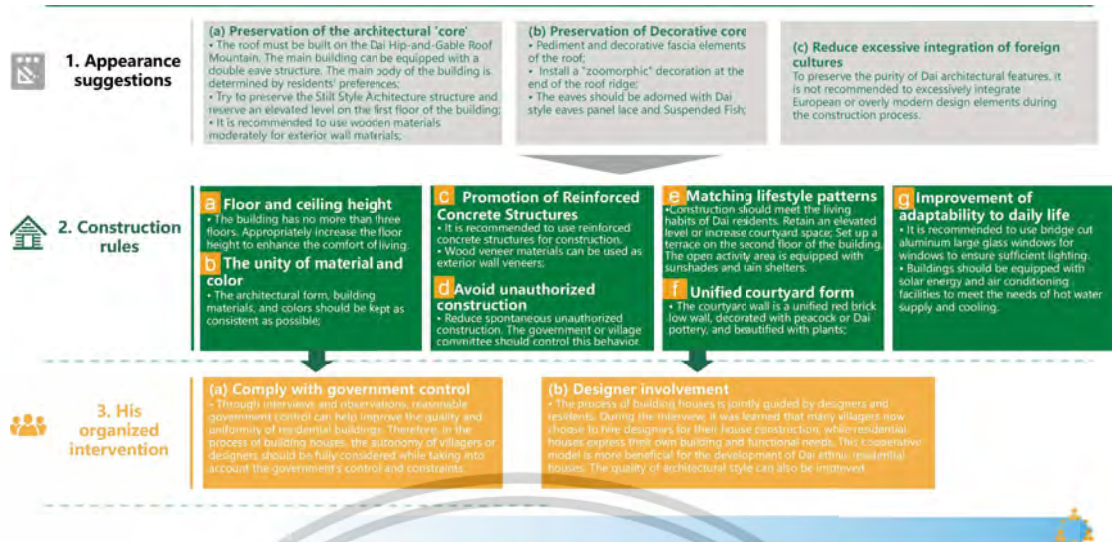 1. Appearance
suggestions
(a) Preservation of the architectural 'core'
• The roof must be built on the Dai Hip-and-Gable Roof
Mountain. The main building can be equipped with a
double eave structure. The main body of the building is
determined by residents' preferences;
• Try to preserve the Stilt Style Architecture structure and
reserve an elevated level on the first floor of the building;
• It is recommended to use wooden materials
moderately for exterior wall materials;
(b) Preservation of Decorative core
• Pediment and decorative fascia elements
of the roof;
• Install a "zoomorphic" decoration at the
end of the roof ridge;
• The eaves should be adorned with Dai
style eaves panel lace and Suspended Fish;
(c) Reduce excessive integration of foreign
cultures
To preserve the purity of Dai architectural features, it
is not recommended to excessively integrate
European or overly modern design elements during
the construction process.
2. Construction
rules
a Floor and ceiling height
• The building has no more than three
floors. Appropriately increase the floor
height to enhance the comfort of living.
b The unity of material and
color
• The architectural form, building
materials, and colors should be kept as
consistent as possible;
c Promotion of Reinforced
Concrete Structures
• It is recommended to use reinforced
concrete structures for construction.
• Wood veneer materials can be used as
exterior wall veneers;
d Avoid unauthorized
construction
• Reduce spontaneous unauthorized
construction. The government or village
committee should control this behavior.
e Matching lifestyle patterns
•Construction should meet the living
habits of Dai residents. Retain an elevated
level or increase courtyard space; Set up a
terrace on the second floor of the building.
The open activity area is equipped with
sunshades and rain shelters.
f Unified courtyard form
• The courtyard wall is a unified red brick
low wall, decorated with peacock or Dai
pottery, and beautified with plants;
g Improvement of
adaptability to daily life
• It is recommended to use bridge cut
aluminum large glass windows for
windows to ensure sufficient lighting.
• Buildings should be equipped with
solar energy and air conditioning
facilities to meet the needs of hot water
supply and cooling.
3. His
organized
intervention
(a) Comply with government control
• Through interviews and observations, reasonable
government control can help improve the quality and
uniformity of residential buildings. Therefore, in the
process of building houses, the autonomy of villagers or
designers should be fully considered while taking into
account the government's control and constraints.
(b) Designer involvement
• The process of building houses is jointly guided by designers and
residents. During the interview, it was learned that many villagers now
choose to hire designers for their house construction, while residential
houses express their own building and functional needs. This cooperative
model is more beneficial for the development of Dai ethnic residential
houses. The quality of architectural style can also be improved.